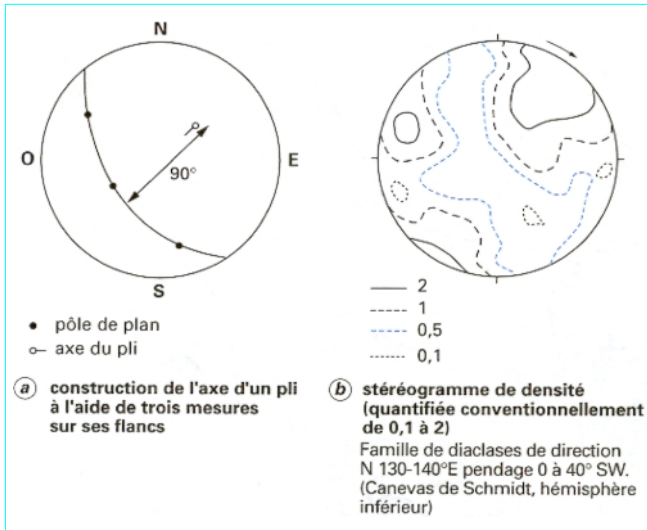 N
O
E
90°
S
pôle de plan
axe du pli
a construction de l'axe d'un pli
à l'aide de trois mesures
sur ses flancs
2
1
0,5
0,1
b stéréogramme de densité
(quantifiée conventionnellement
de 0,1 à 2)
Famille de diaclases de direction
N 130-140°E pendage 0 à 40° SW.
(Canevas de Schmidt, hémisphère
inférieur)